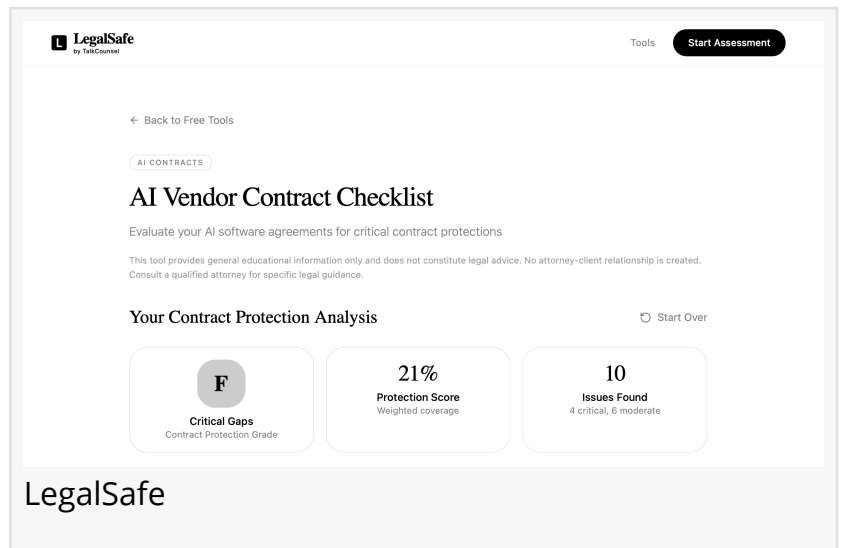 L LegalSafe
by TalkCounsel
Tools
Start Assessment
← Back to Free Tools
AI CONTRACTS
AI Vendor Contract Checklist
Evaluate your AI software agreements for critical contract protections
This tool provides general educational information only and does not constitute legal advice. No attorney-client relationship is created.
Consult a qualified attorney for specific legal guidance.
Your Contract Protection Analysis
Start Over
F
Critical Gaps
Contract Protection Grade
21%
Protection Score
Weighted coverage
10
Issues Found
4 critical, 6 moderate
LegalSafe